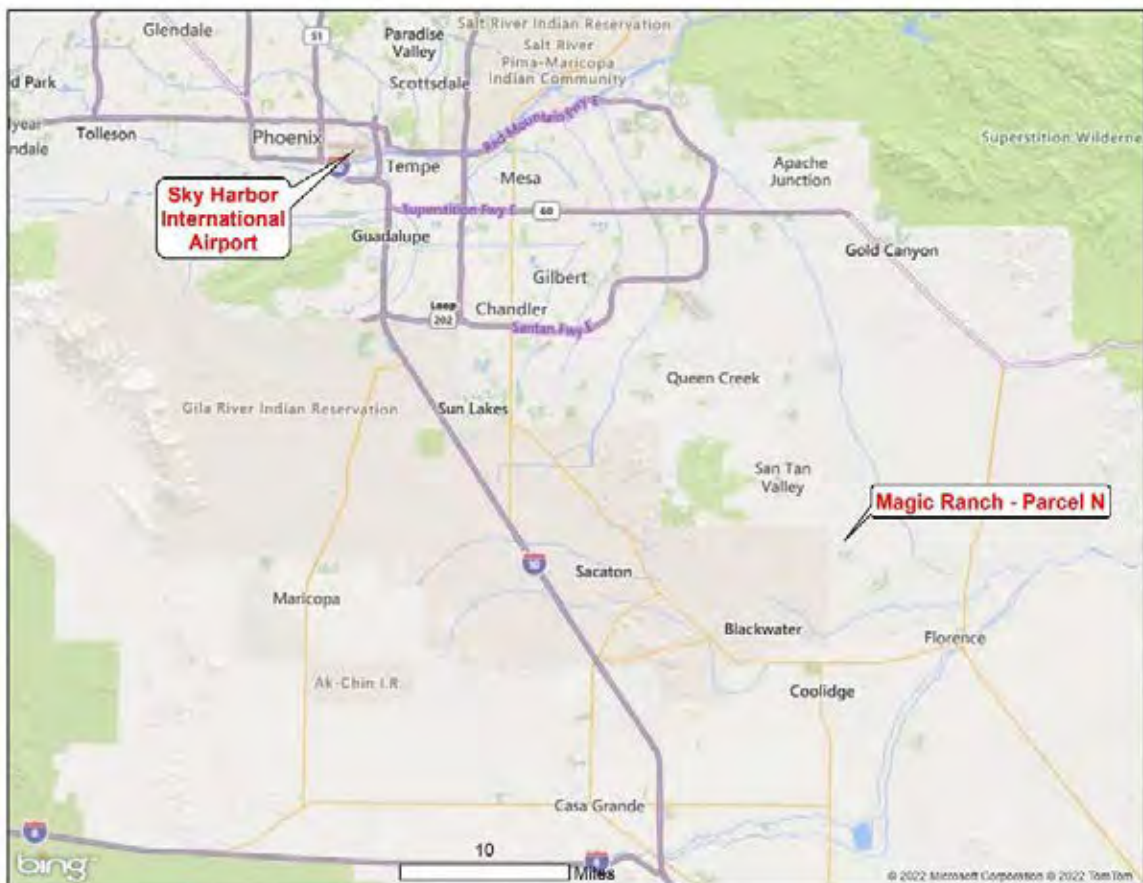 Salt River Indian Reservation
Glendale
51
Paradise
Valley
Salt River
Pima-Maricopa
Indian Community
Scottsdale
d Park
lyear
ndale
Tolleson
Phoenix
Red Mountain Fwy E
Superstition Wilderne
Tempe
Mesa
Apache
Junction
Sky Harbor
International
Airport
Superstition Fwy E
60
Guadalupe
Gold Canyon
Gilbert
Loop
202
Chandler
Santan Fwy E
Queen Creek
Gila River Indian Reservation
Sun Lakes
San Tan
Valley
Magic Ranch - Parcel N
10
Sacaton
Maricopa
Blackwater
Florence
Ak-Chin I.R.
Coolidge
Casa Grande
8
bing
10
Miles
8
© 2022 Microsoft Corporation © 2022 TomTom